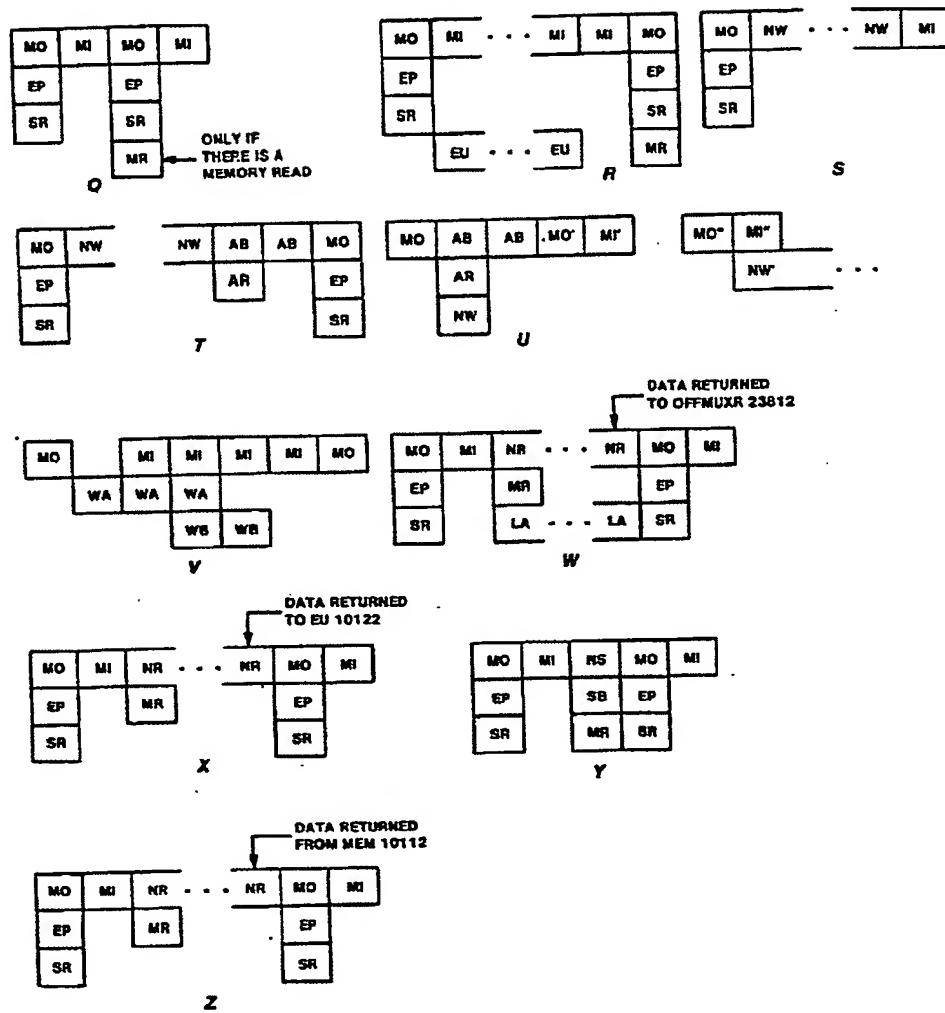 MO MI MO MI
EP EP
SR SR
MR
ONLY IF
THERE IS A
MEMORY READ
Q
MO MI · · · MI MI MO
EP EP
SR SR
EU · · · EU MR
R
MO NW · · · NW MI
EP
SR
S
MO NW NW AB AB MO
EP AR EP
SR SR
T
MO AB AB MO' MI'
AR
NW
U
MO" MI"
NW' · · ·
MO MI MI MI MI MO
WA WA WA
WB WB
V
DATA RETURNED
TO OFFMUXR 23812
MO MI NR · · · NR MO MI
EP MR EP
SR LA · · · LA SR
W
DATA RETURNED
TO EU 10122
MO MI NR · · · NR MO MI
EP MR EP
SR SR
X
MO MI NS MO MI
EP SB EP
SR MR SR
Y
DATA RETURNED
FROM MEM 10112
MO MI NR · · · NR MO MI
EP MR EP
SR SR
Z